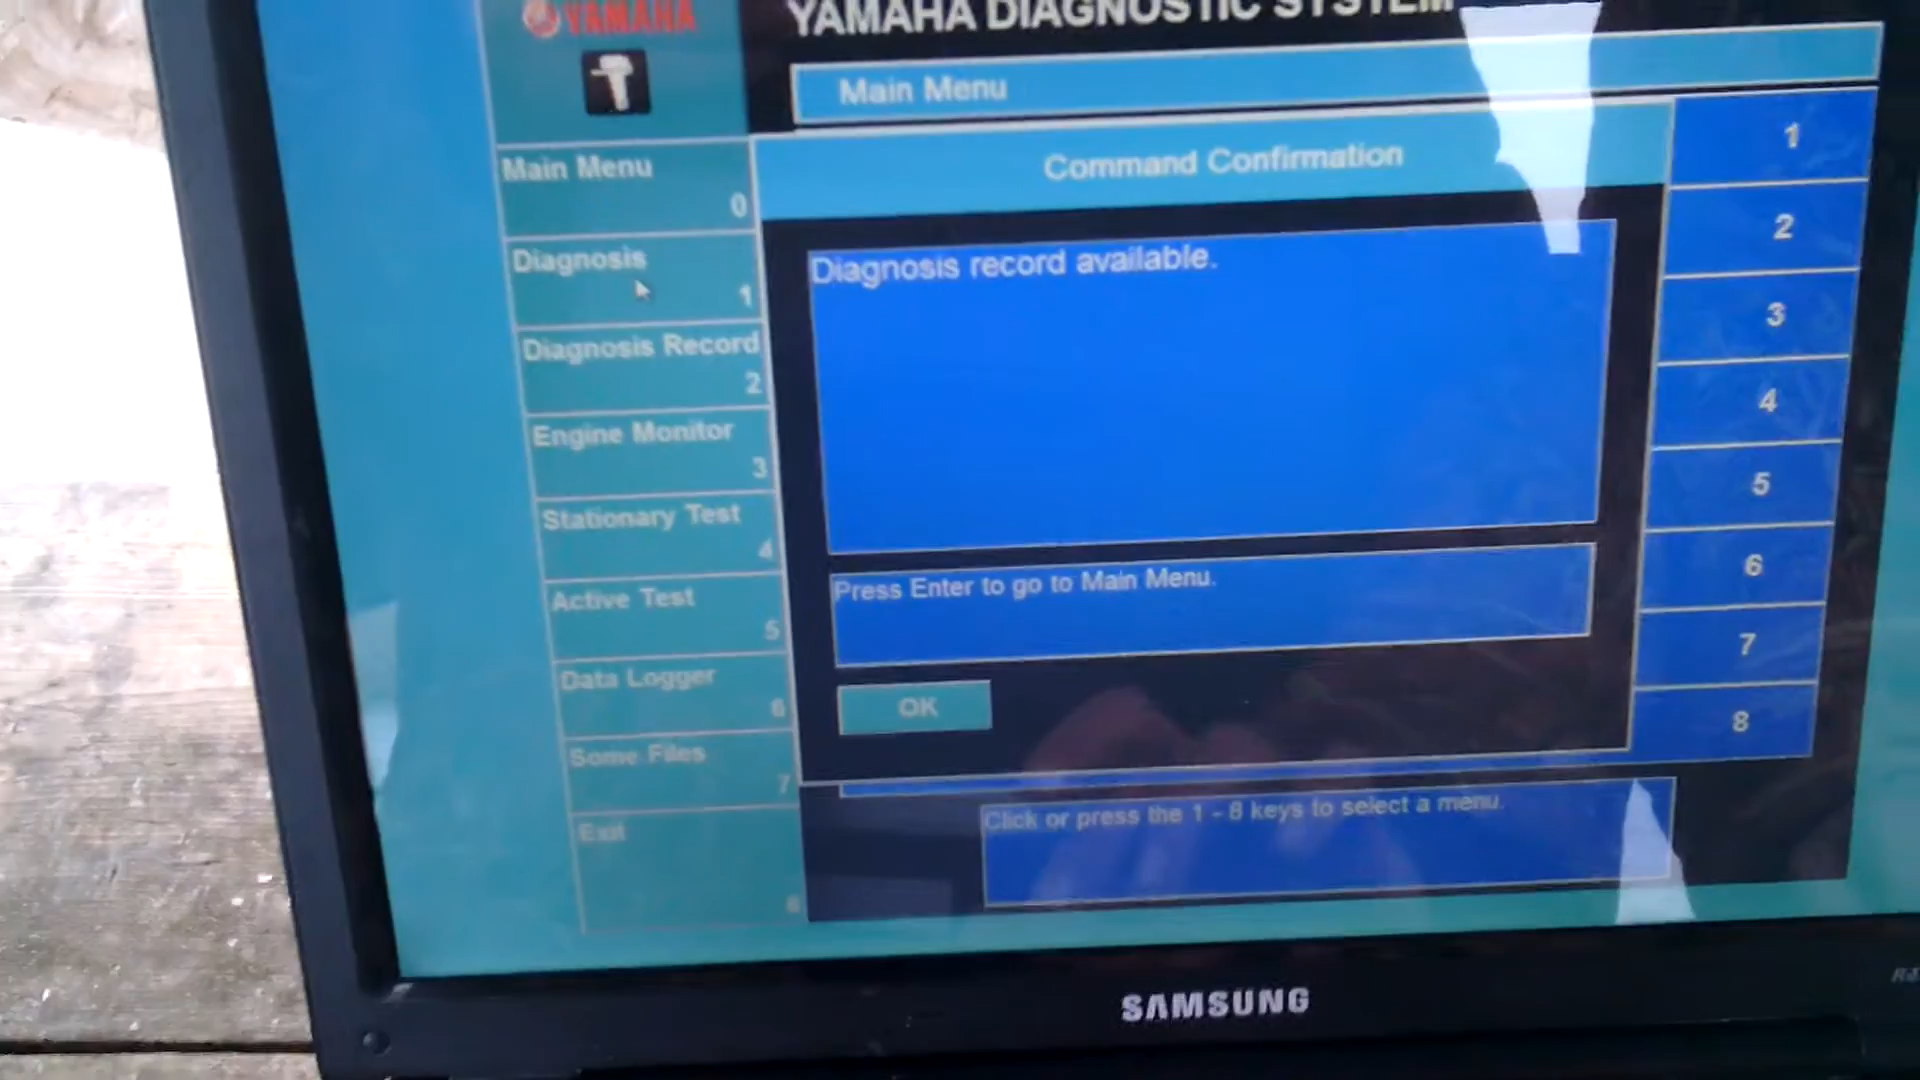 YAMAHA
YAMAHA DIAGNOSTIC SYSTEM
Main Menu
Main Menu
0
Diagnosis
1
Diagnosis Record
2
Engine Monitor
3
Stationary Test
4
Active Test
5
Data Logger
6
Some Files
7
Exit
8
Command Confirmation
Diagnosis record available.
Press Enter to go to Main Menu.
OK
Click or press the 1 - 8 keys to select a menu.
1
2
3
4
5
6
7
8
SAMSUNG